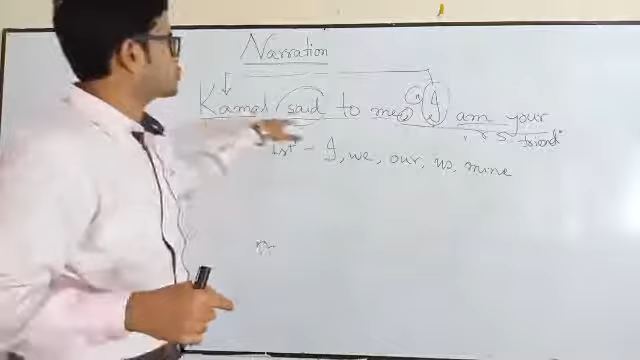 Narration
Kamal said to me, "I am your
friend"
1st – I, we, our, us, mine